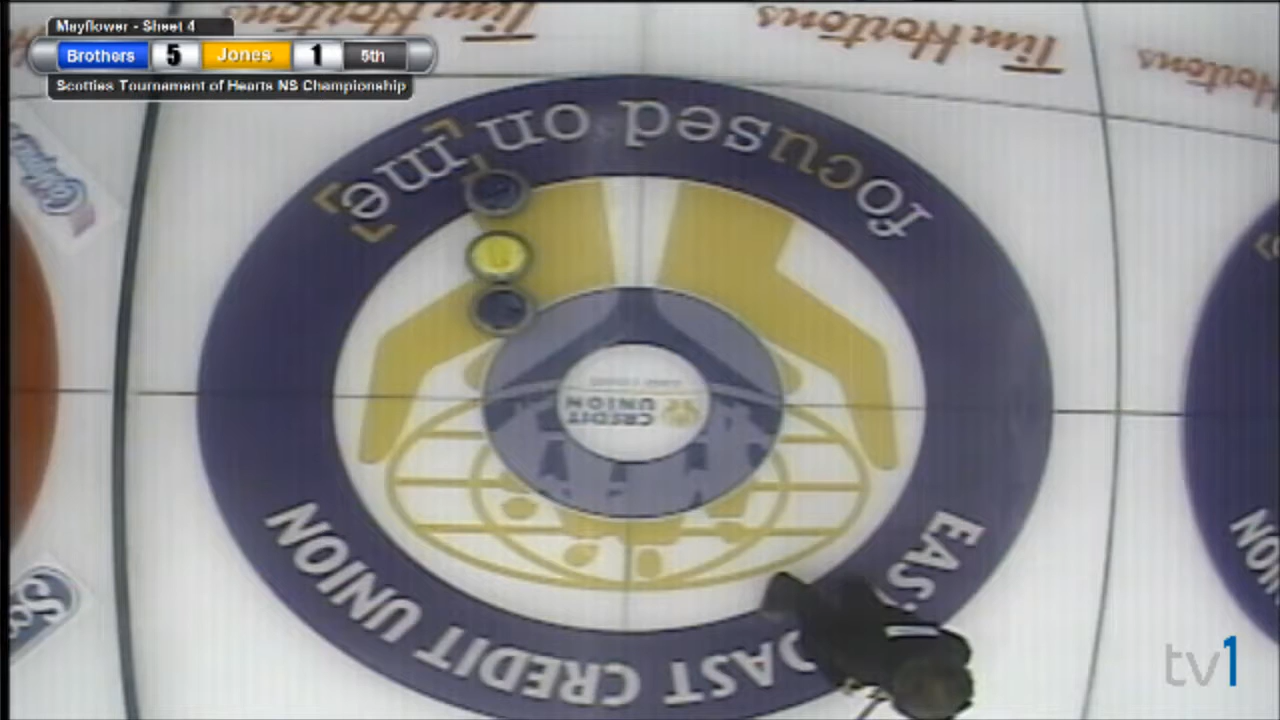 Mayflower - Sheet 4
Brothers 5 Jones 1 5th
Scotties Tournament of Hearts NS Championship
Tim Hortons
Tim Hortons
Tim Hortons
focused on me
CREDIT
UNION
EAST COAST CREDIT UNION
tv1